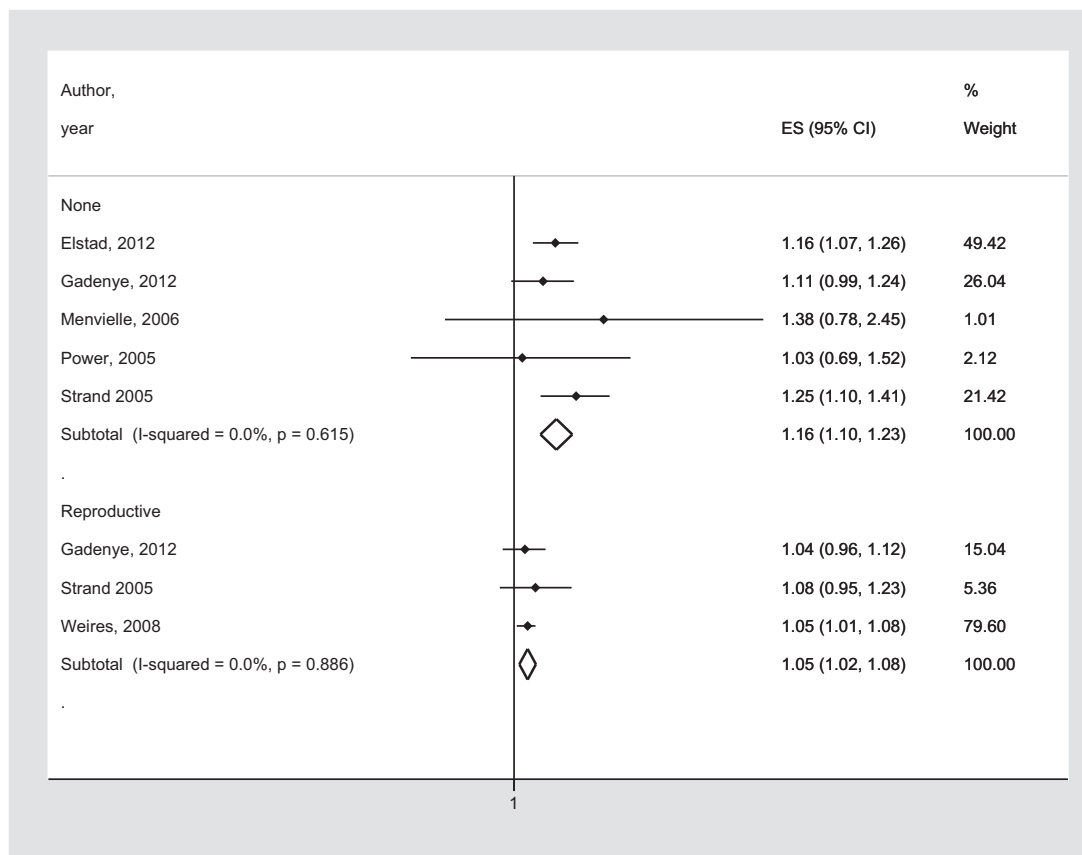 Author, %
year ES (95% CI) Weight
None
Elstad, 2012 1.16 (1.07, 1.26) 49.42
Gadenye, 2012 1.11 (0.99, 1.24) 26.04
Menvielle, 2006 1.38 (0.78, 2.45) 1.01
Power, 2005 1.03 (0.69, 1.52) 2.12
Strand 2005 1.25 (1.10, 1.41) 21.42
Subtotal (I-squared = 0.0%, p = 0.615) 1.16 (1.10, 1.23) 100.00
.
Reproductive
Gadenye, 2012 1.04 (0.96, 1.12) 15.04
Strand 2005 1.08 (0.95, 1.23) 5.36
Weires, 2008 1.05 (1.01, 1.08) 79.60
Subtotal (I-squared = 0.0%, p = 0.886) 1.05 (1.02, 1.08) 100.00
.
1